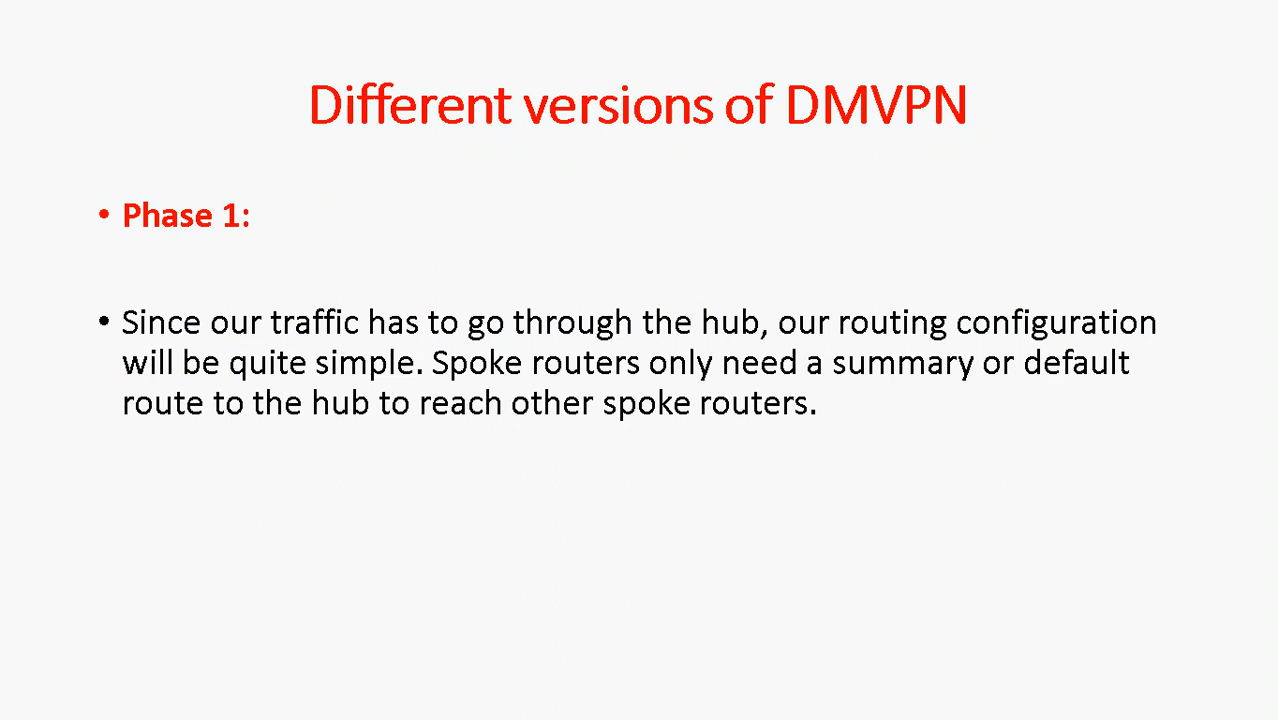 Different versions of DMVPN
• Phase 1:
• Since our traffic has to go through the hub, our routing configuration
will be quite simple. Spoke routers only need a summary or default
route to the hub to reach other spoke routers.